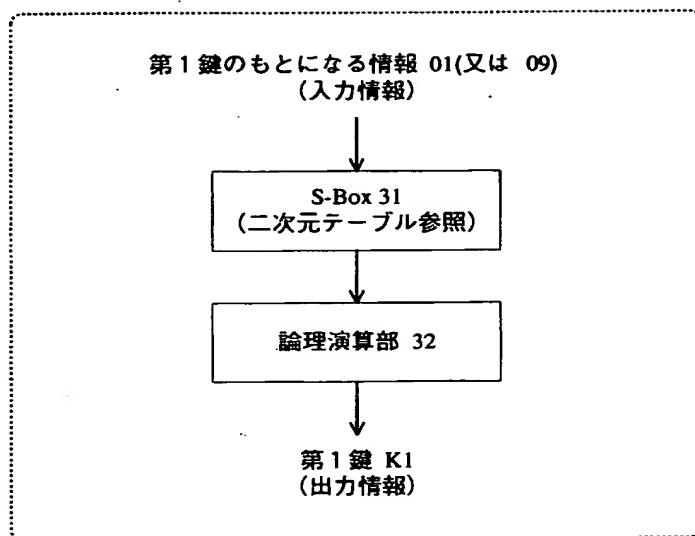 第1鍵のもとになる情報 01(又は 09)
(入力情報)
S-Box 31
(二次元テーブル参照)
論理演算部 32
第1鍵 K1
(出力情報)